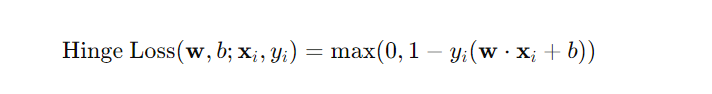 Hinge Loss(w, b; xᵢ, yᵢ) = max(0, 1 − yᵢ(w · xᵢ + b))